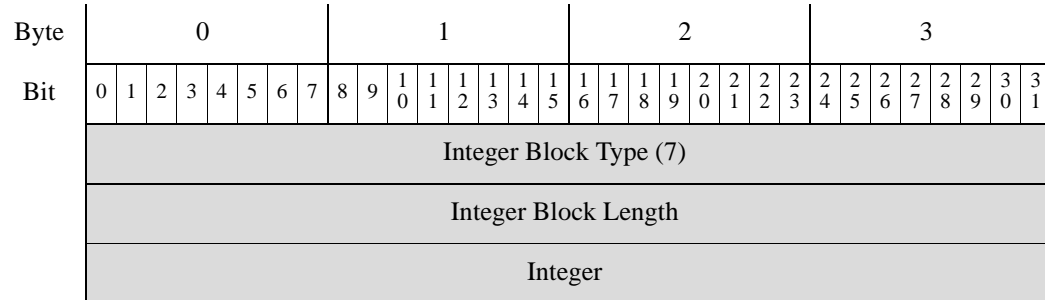 Byte 0 1 2 3
Bit 0 1 2 3 4 5 6 7 8 9 10 11 12 13 14 15 16 17 18 19 20 21 22 23 24 25 26 27 28 29 30 31
Integer Block Type (7)
Integer Block Length
Integer